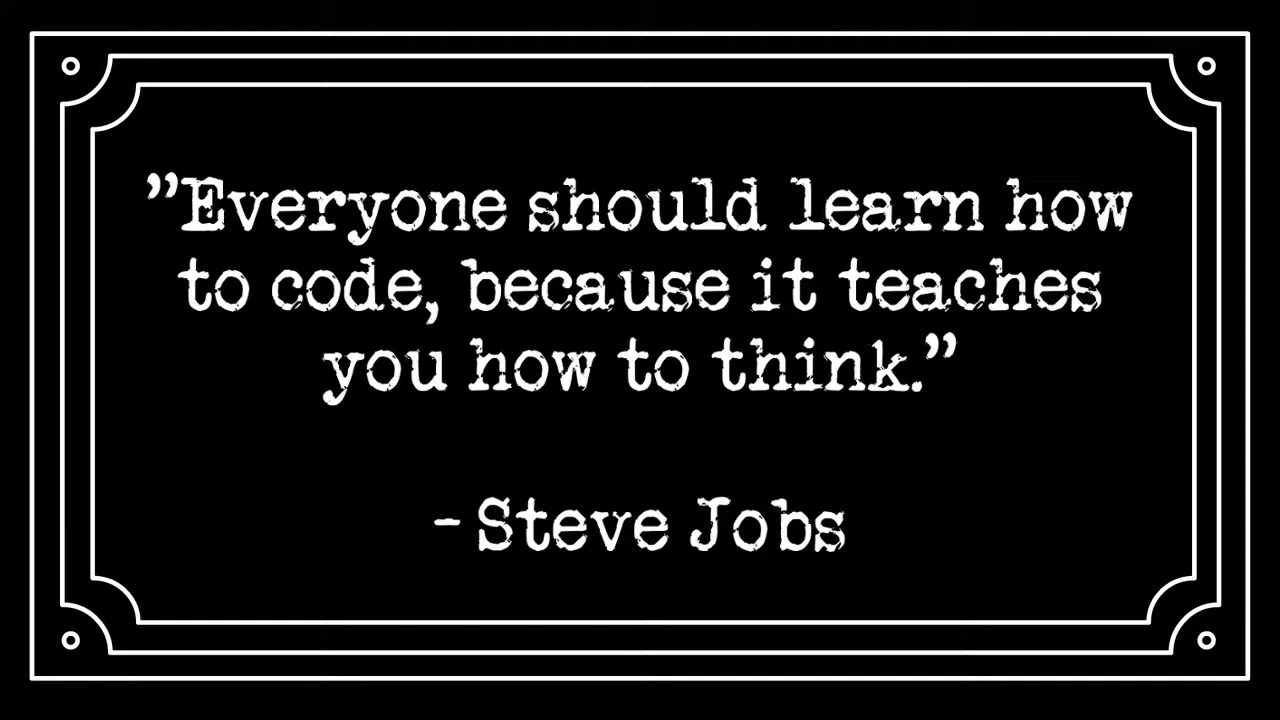 ”Everyone should learn how
to code, because it teaches
you how to think.”
- Steve Jobs